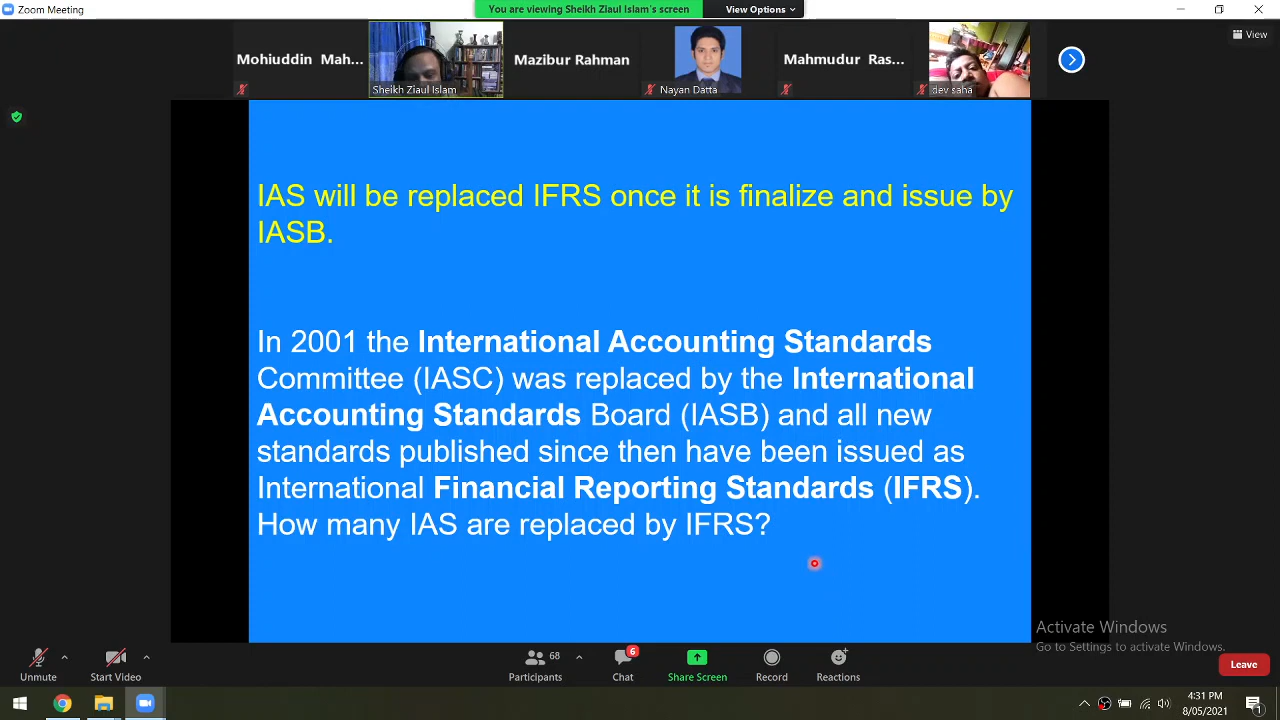 Zoom Meeting
You are viewing Sheikh Ziaul Islam's screen
View Options
View
Mohiuddin Mah...
Sheikh Ziaul Islam
Mazibur Rahman
Nayan Datta
Mahmudur Ras...
dev saha
IAS will be replaced IFRS once it is finalize and issue by
IASB.
In 2001 the International Accounting Standards
Committee (IASC) was replaced by the International
Accounting Standards Board (IASB) and all new
standards published since then have been issued as
International Financial Reporting Standards (IFRS).
How many IAS are replaced by IFRS?
Activate Windows
Go to Settings to activate Windows.
Unmute
Start Video
68
Participants
6
Chat
Share Screen
Record
Reactions
Leave
4:31 PM
8/05/2021
1